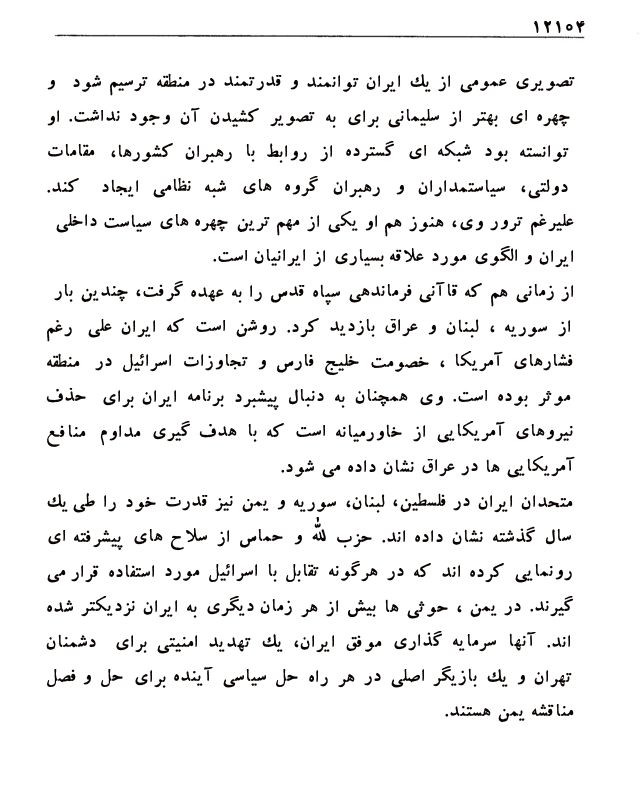 ۱۲۱۵۴
تصویری عمومی از یك ایران توانمند و قدرتمند در منطقه ترسیم شود و
چهره ای بهتر از سلیمانی برای به تصویر کشیدن آن وجود نداشت. او
توانسته بود شبکه ای گسترده از روابط با رهبران کشورها، مقامات
دولتی، سیاستمداران و رهبران گروه های شبه نظامی ایجاد کند.
علیرغم ترور وی، هنوز هم او یکی از مهم ترین چهره های سیاست داخلی
ایران و الگوی مورد علاقه بسیاری از ایرانیان است.
از زمانی هم که قاآنی فرماندهی سپاه قدس را به عهده گرفت، چندین بار
از سوریه ، لبنان و عراق بازدید کرد. روشن است که ایران علی رغم
فشارهای آمریکا ، خصومت خلیج فارس و تجاوزات اسرائیل در منطقه
موثر بوده است. وی همچنان به دنبال پیشبرد برنامه ایران برای حذف
نیروهای آمریکایی از خاورمیانه است که با هدف گیری مداوم منافع
آمریکایی ها در عراق نشان داده می شود.
متحدان ایران در فلسطین، لبنان، سوریه و یمن نیز قدرت خود را طی یك
سال گذشته نشان داده اند. حزب لله و حماس از سلاح های پیشرفته ای
رونمایی کرده اند که در هرگونه تقابل با اسرائیل مورد استفاده قرار می
گیرند. در یمن ، حوثی ها بیش از هر زمان دیگری به ایران نزدیکتر شده
اند. آنها سرمایه گذاری موفق ایران، یك تهدید امنیتی برای دشمنان
تهران و یك بازیگر اصلی در هر راه حل سیاسی آینده برای حل و فصل
مناقشه یمن هستند.